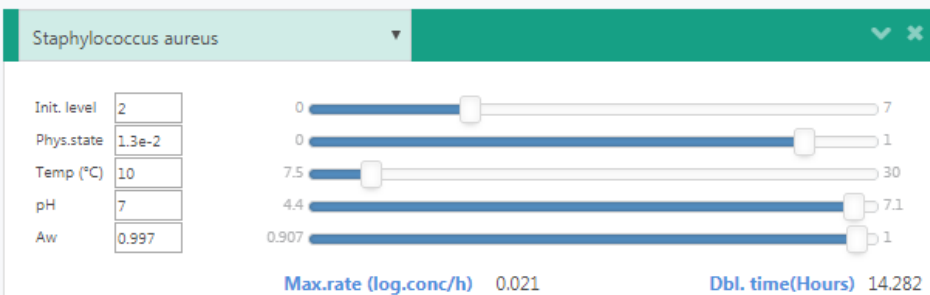 Staphylococcus aureus
Init. level 2 0 7
Phys.state 1.3e-2 0 1
Temp (°C) 10 7.5 30
pH 7 4.4 7.1
Aw 0.997 0.907 1
Max.rate (log.conc/h) 0.021 Dbl. time(Hours) 14.282